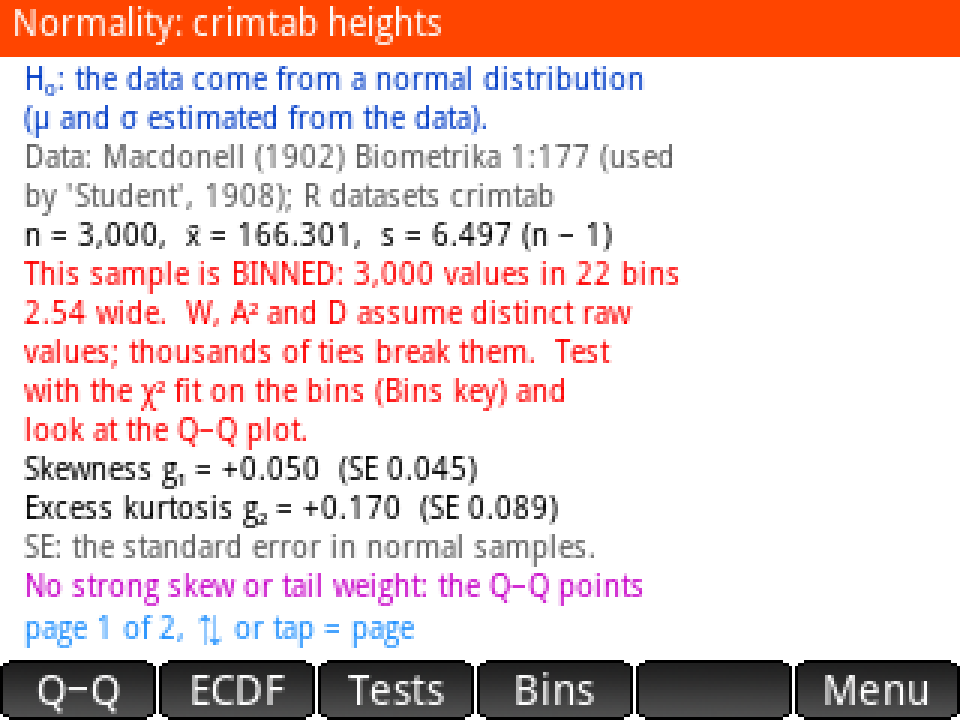 Normality: crimtab heights
H₀: the data come from a normal distribution
(μ and σ estimated from the data).
Data: Macdonell (1902) Biometrika 1:177 (used
by 'Student', 1908); R datasets crimtab
n = 3,000,  x̄ = 166.301,  s = 6.497 (n − 1)
This sample is BINNED: 3,000 values in 22 bins
2.54 wide.  W, A² and D assume distinct raw
values; thousands of ties break them.  Test
with the χ² fit on the bins (Bins key) and
look at the Q−Q plot.
Skewness g₁ = +0.050  (SE 0.045)
Excess kurtosis g₂ = +0.170  (SE 0.089)
SE: the standard error in normal samples.
No strong skew or tail weight: the Q−Q points
page 1 of 2, ↑↓ or tap = page
Q−Q ECDF Tests Bins Menu